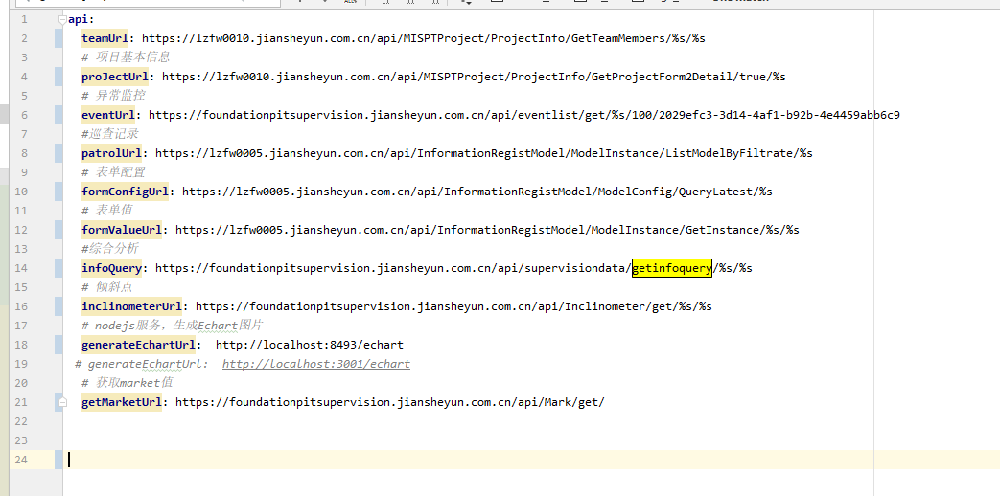 1 api:
2 teamUrl: https://lzfw0010.jiansheyun.com.cn/api/MISPTProject/ProjectInfo/GetTeamMembers/%s/%s
3 # 项目基本信息
4 proJectUrl: https://lzfw0010.jiansheyun.com.cn/api/MISPTProject/ProjectInfo/GetProjectForm2Detail/true/%s
5 # 异常监控
6 eventUrl: https://foundationpitsupervision.jiansheyun.com.cn/api/eventlist/get/%s/100/2029efc3-3d14-4af1-b92b-4e4459abb6c9
7 #巡查记录
8 patrolUrl: https://lzfw0005.jiansheyun.com.cn/api/InformationRegistModel/ModelInstance/ListModelByFiltrate/%s
9 # 表单配置
10 formConfigUrl: https://lzfw0005.jiansheyun.com.cn/api/InformationRegistModel/ModelConfig/QueryLatest/%s
11 # 表单值
12 formValueUrl: https://lzfw0005.jiansheyun.com.cn/api/InformationRegistModel/ModelInstance/GetInstance/%s/%s
13 #综合分析
14 infoQuery: https://foundationpitsupervision.jiansheyun.com.cn/api/supervisiondata/getinfoquery/%s/%s
15 # 倾斜点
16 inclinometerUrl: https://foundationpitsupervision.jiansheyun.com.cn/api/Inclinometer/get/%s/%s
17 # nodejs服务，生成Echart图片
18 generateEchartUrl: http://localhost:8493/echart
19 # generateEchartUrl: http://localhost:3001/echart
20 # 获取market值
21 getMarketUrl: https://foundationpitsupervision.jiansheyun.com.cn/api/Mark/get/
22
23
24